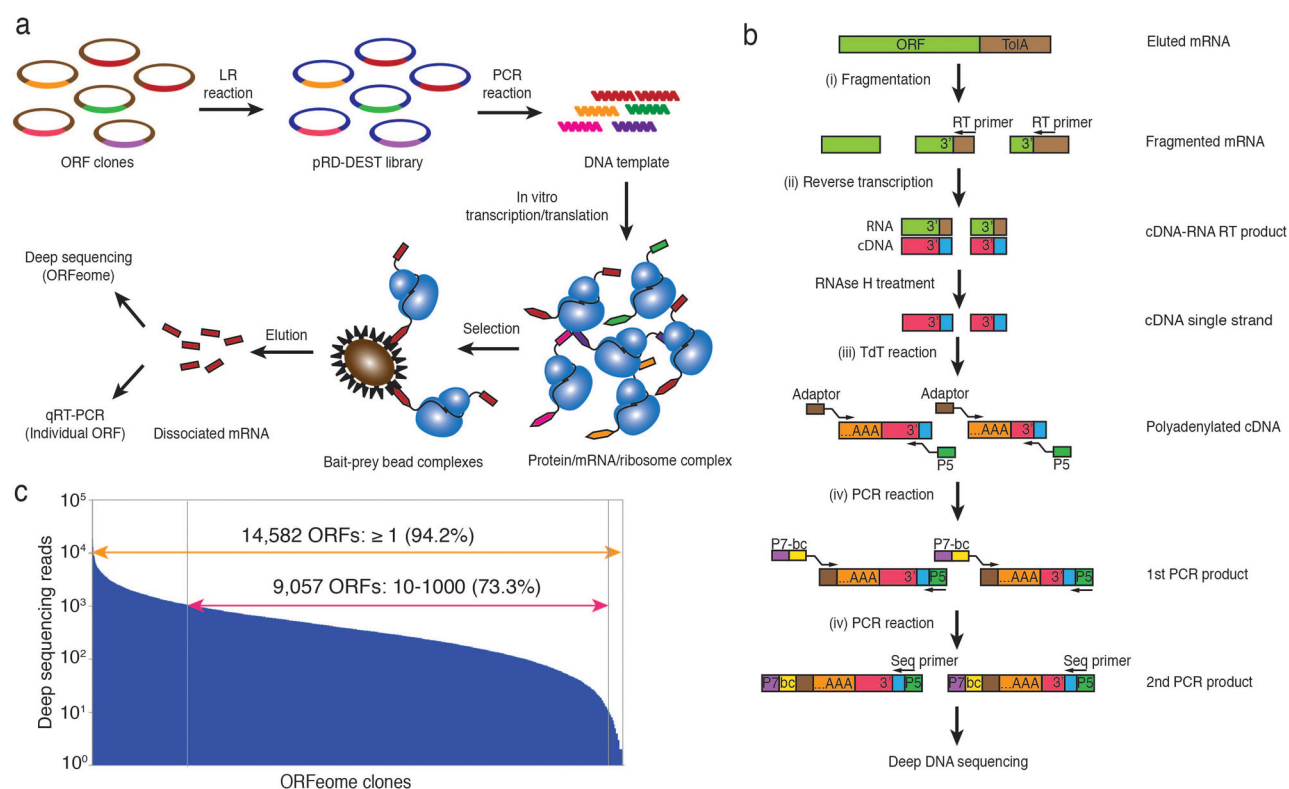 a
ORF clones
LR
reaction
pRD-DEST library
PCR
reaction
DNA template
In vitro
transcription/translation
Protein/mRNA/ribosome complex
Selection
Bait-prey bead complexes
Elution
Dissociated mRNA
Deep sequencing
(ORFeome)
qRT-PCR
(Individual ORF)
b
ORF TolA
Eluted mRNA
(i) Fragmentation
RT primer RT primer
3' 3'
Fragmented mRNA
(ii) Reverse transcription
RNA 3' 3'
cDNA 3' 3'
cDNA-RNA RT product
RNAse H treatment
3' 3'
cDNA single strand
(iii) TdT reaction
Adaptor Adaptor
...AAA 3' ...AAA 3'
P5 P5
Polyadenylated cDNA
(iv) PCR reaction
P7-bc P7-bc
...AAA 3' P5 ...AAA 3' P5
1st PCR product
(iv) PCR reaction
Seq primer Seq primer
P7 bc ...AAA 3' P5 P7 bc ...AAA 3' P5
2nd PCR product
Deep DNA sequencing
c
Deep sequencing reads
10⁵
10⁴
10³
10²
10¹
10⁰
14,582 ORFs: ≥ 1 (94.2%)
9,057 ORFs: 10-1000 (73.3%)
ORFeome clones